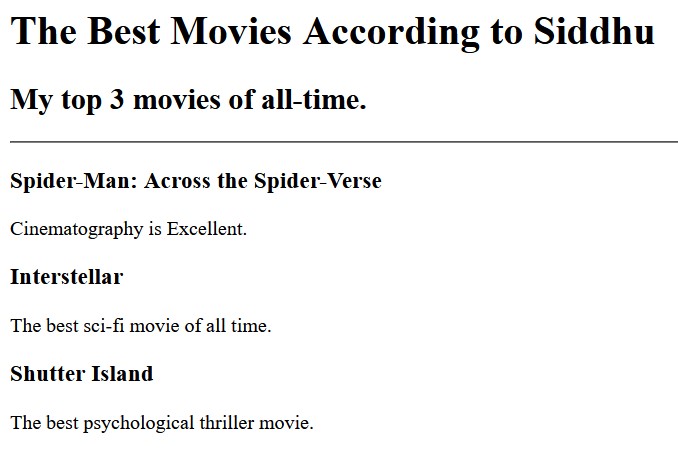 The Best Movies According to Siddhu
My top 3 movies of all-time.
Spider-Man: Across the Spider-Verse
Cinematography is Excellent.
Interstellar
The best sci-fi movie of all time.
Shutter Island
The best psychological thriller movie.